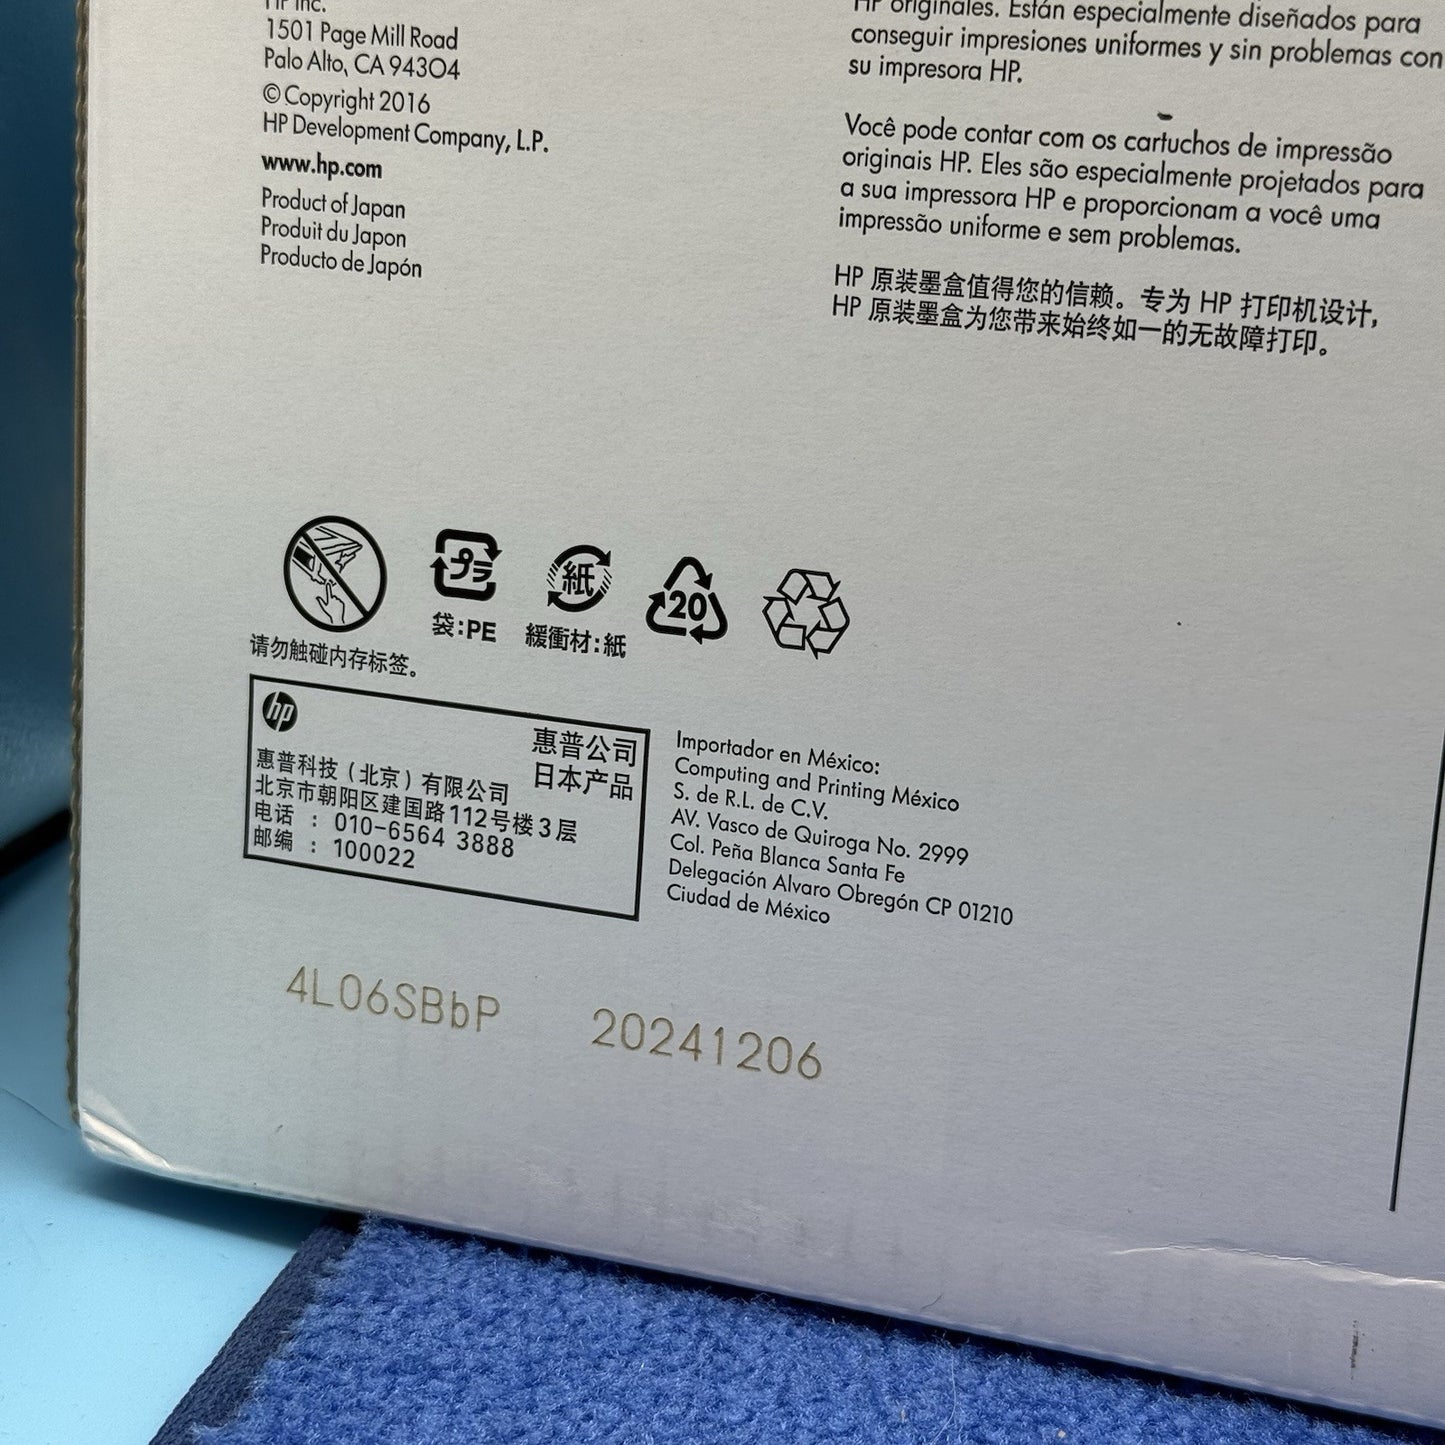 HP Inc.
1501 Page Mill Road
Palo Alto, CA 94304
© Copyright 2016
HP Development Company, L.P.
www.hp.com
Product of Japan
Produit du Japon
Producto de Japón
HP originales. Están especialmente diseñados para
conseguir impresiones uniformes y sin problemas con
su impresora HP.
Você pode contar com os cartuchos de impressão
originais HP. Eles são especialmente projetados para
a sua impressora HP e proporcionam a você uma
impressão uniforme e sem problemas.
HP 原装墨盒值得您的信赖。专为 HP 打印机设计,
HP 原装墨盒为您带来始终如一的无故障打印。
请勿触碰内存标签。
プラ
袋:PE
紙
緩衝材:紙
20
hp
惠普公司
日本产品
惠普科技(北京)有限公司
北京市朝阳区建国路112号楼3层
电话 : 010-6564 3888
邮编 : 100022
Importador en México:
Computing and Printing México
S. de R.L. de C.V.
AV. Vasco de Quiroga No. 2999
Col. Peña Blanca Santa Fe
Delegación Alvaro Obregón CP 01210
Ciudad de México
4L06SBbP 20241206